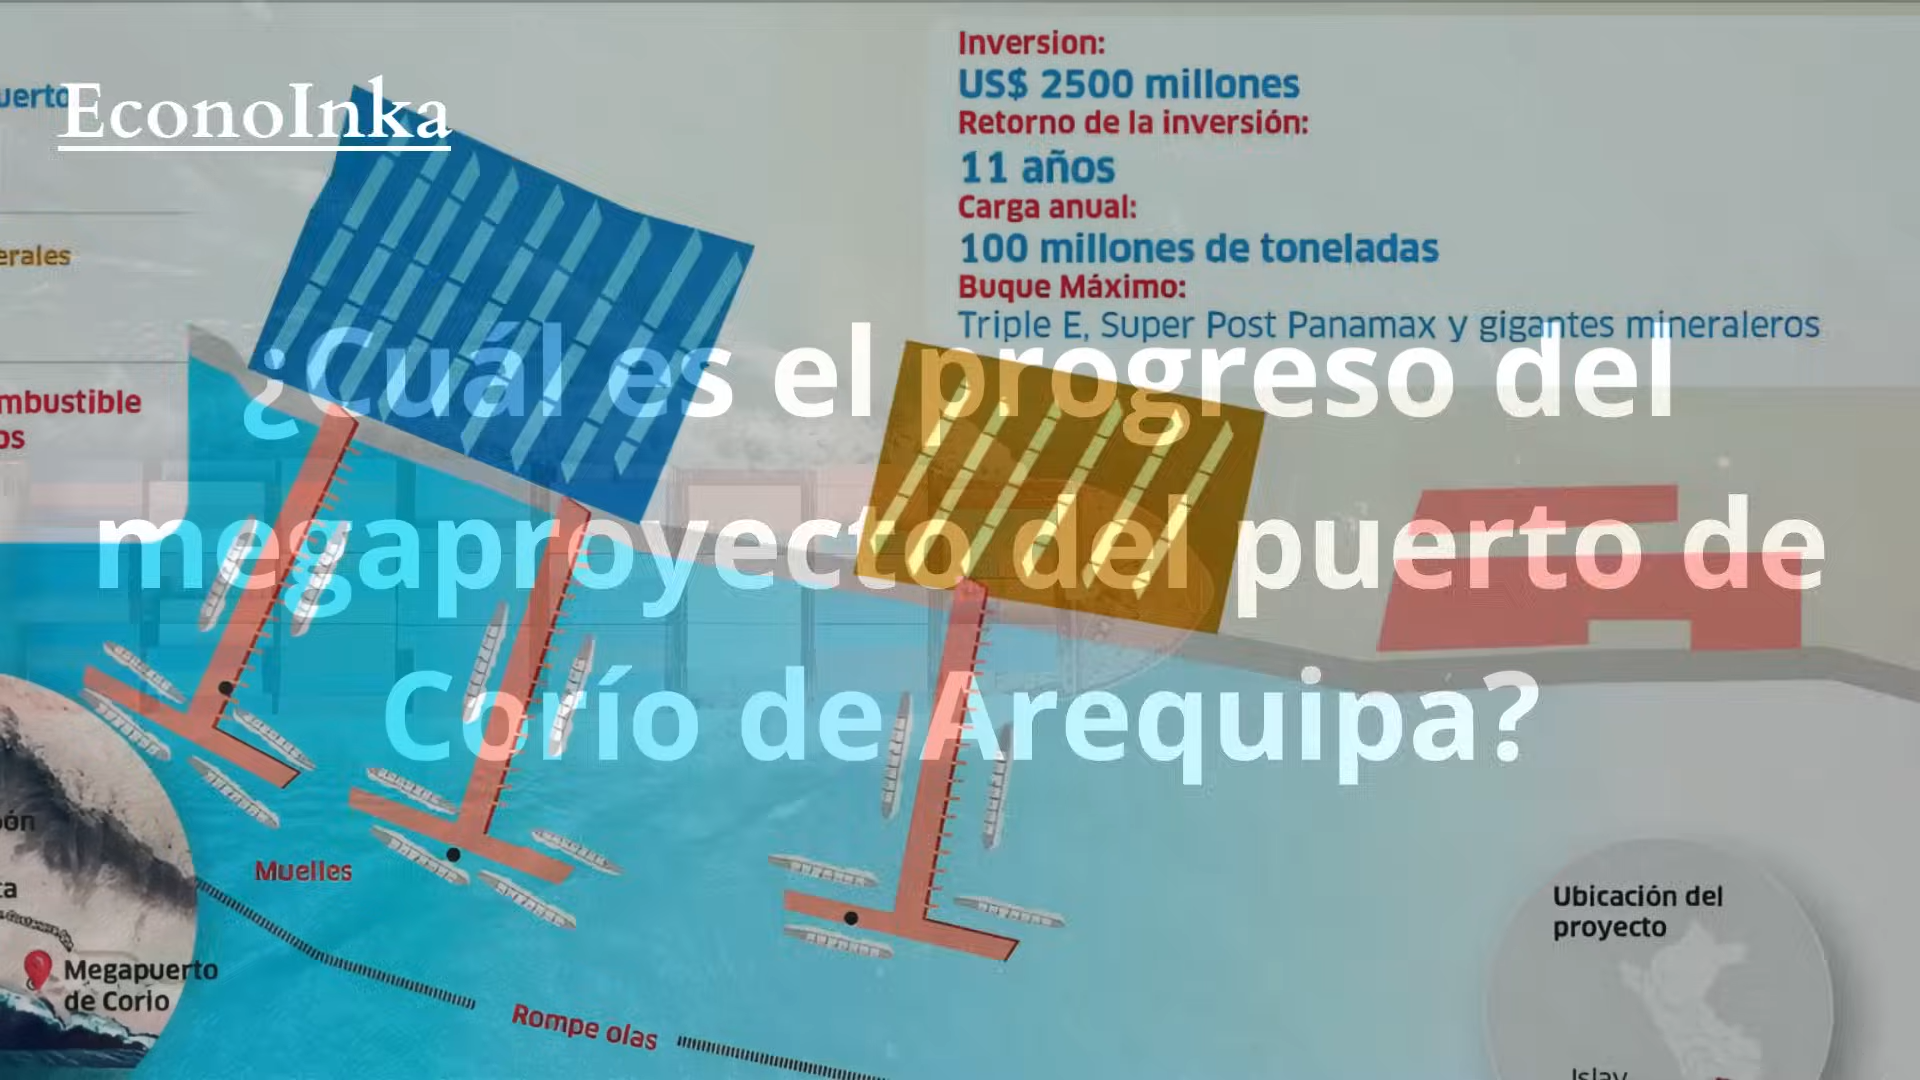 EconoInka
Inversion:
US$ 2500 millones
Retorno de la inversión:
11 años
Carga anual:
100 millones de toneladas
Buque Máximo:
Triple E, Super Post Panamax y gigantes mineraleros
¿Cuál es el progreso del
megaproyecto del puerto de
Corío de Arequipa?
Muelles
Rompe olas
Megapuerto
de Corio
Ubicación del
proyecto
Islay